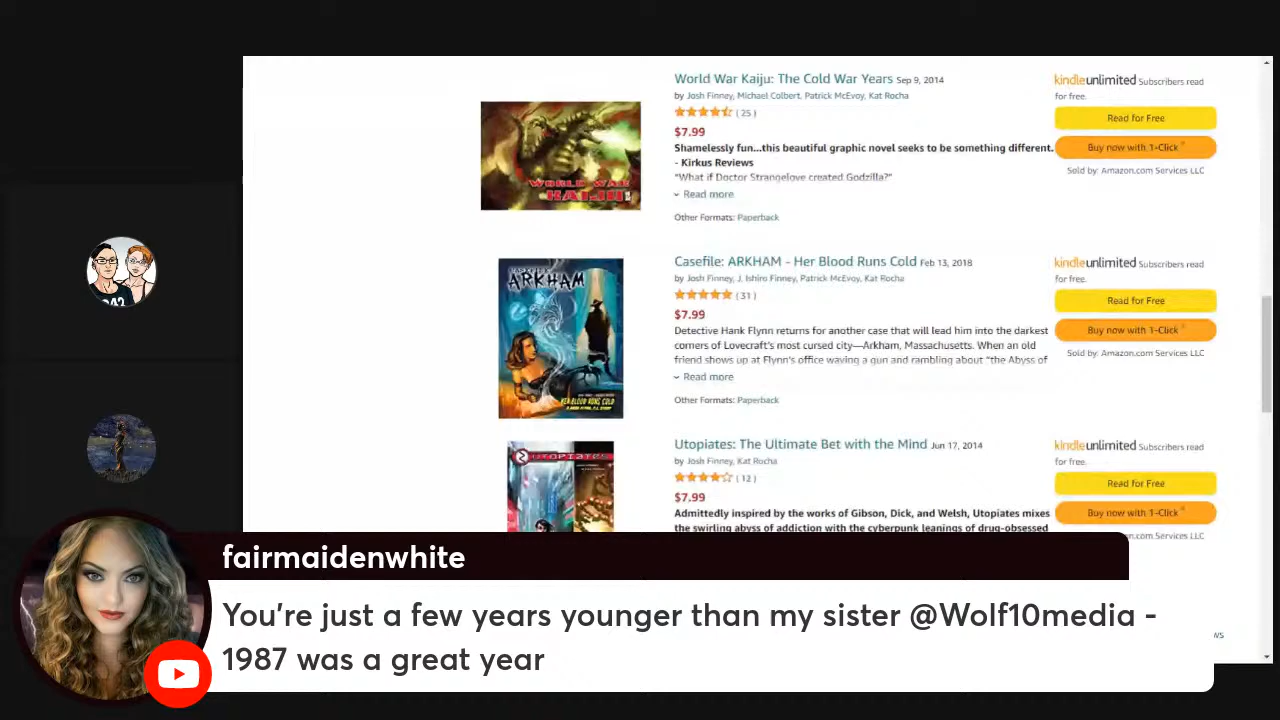 World War Kaiju: The Cold War Years Sep 9, 2014
by Josh Finney, Michael Colbert, Patrick McEvoy, Kat Rocha
(25)
$7.99
Shamelessly fun...this beautiful graphic novel seeks to be something different.
- Kirkus Reviews
"What if Doctor Strangelove created Godzilla?"
Read more
Other Formats: Paperback
kindleunlimited Subscribers read
for free.
Read for Free
Buy now with 1-Click ®
Sold by: Amazon.com Services LLC
WORLD WAR
KAIJU
Casefile: ARKHAM - Her Blood Runs Cold Feb 13, 2018
by Josh Finney, J. Ishiro Finney, Patrick McEvoy, Kat Rocha
(31)
$7.99
Detective Hank Flynn returns for another case that will lead him into the darkest
corners of Lovecraft's most cursed city—Arkham, Massachusetts. When an old
friend shows up at Flynn's office waving a gun and rambling about "the Abyss of
Read more
Other Formats: Paperback
kindleunlimited Subscribers read
for free.
Read for Free
Buy now with 1-Click ®
Sold by: Amazon.com Services LLC
ARKHAM
HER BLOOD RUNS COLD
Utopiates: The Ultimate Bet with the Mind Jun 17, 2014
by Josh Finney, Kat Rocha
(12)
$7.99
Admittedly inspired by the works of Gibson, Dick, and Welsh, Utopiates mixes
the swirling abyss of addiction with the cyberpunk leanings of drug-obsessed
kindleunlimited Subscribers read
for free.
Read for Free
Buy now with 1-Click ®
on.com Services LLC
UTOPIATES
fairmaidenwhite
You're just a few years younger than my sister @Wolf10media -
1987 was a great year
ws